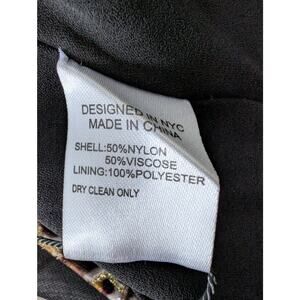 DESIGNED IN NYC
MADE IN CHINA
SHELL:50%NYLON
50%VISCOSE
LINING:100%POLYESTER
DRY CLEAN ONLY